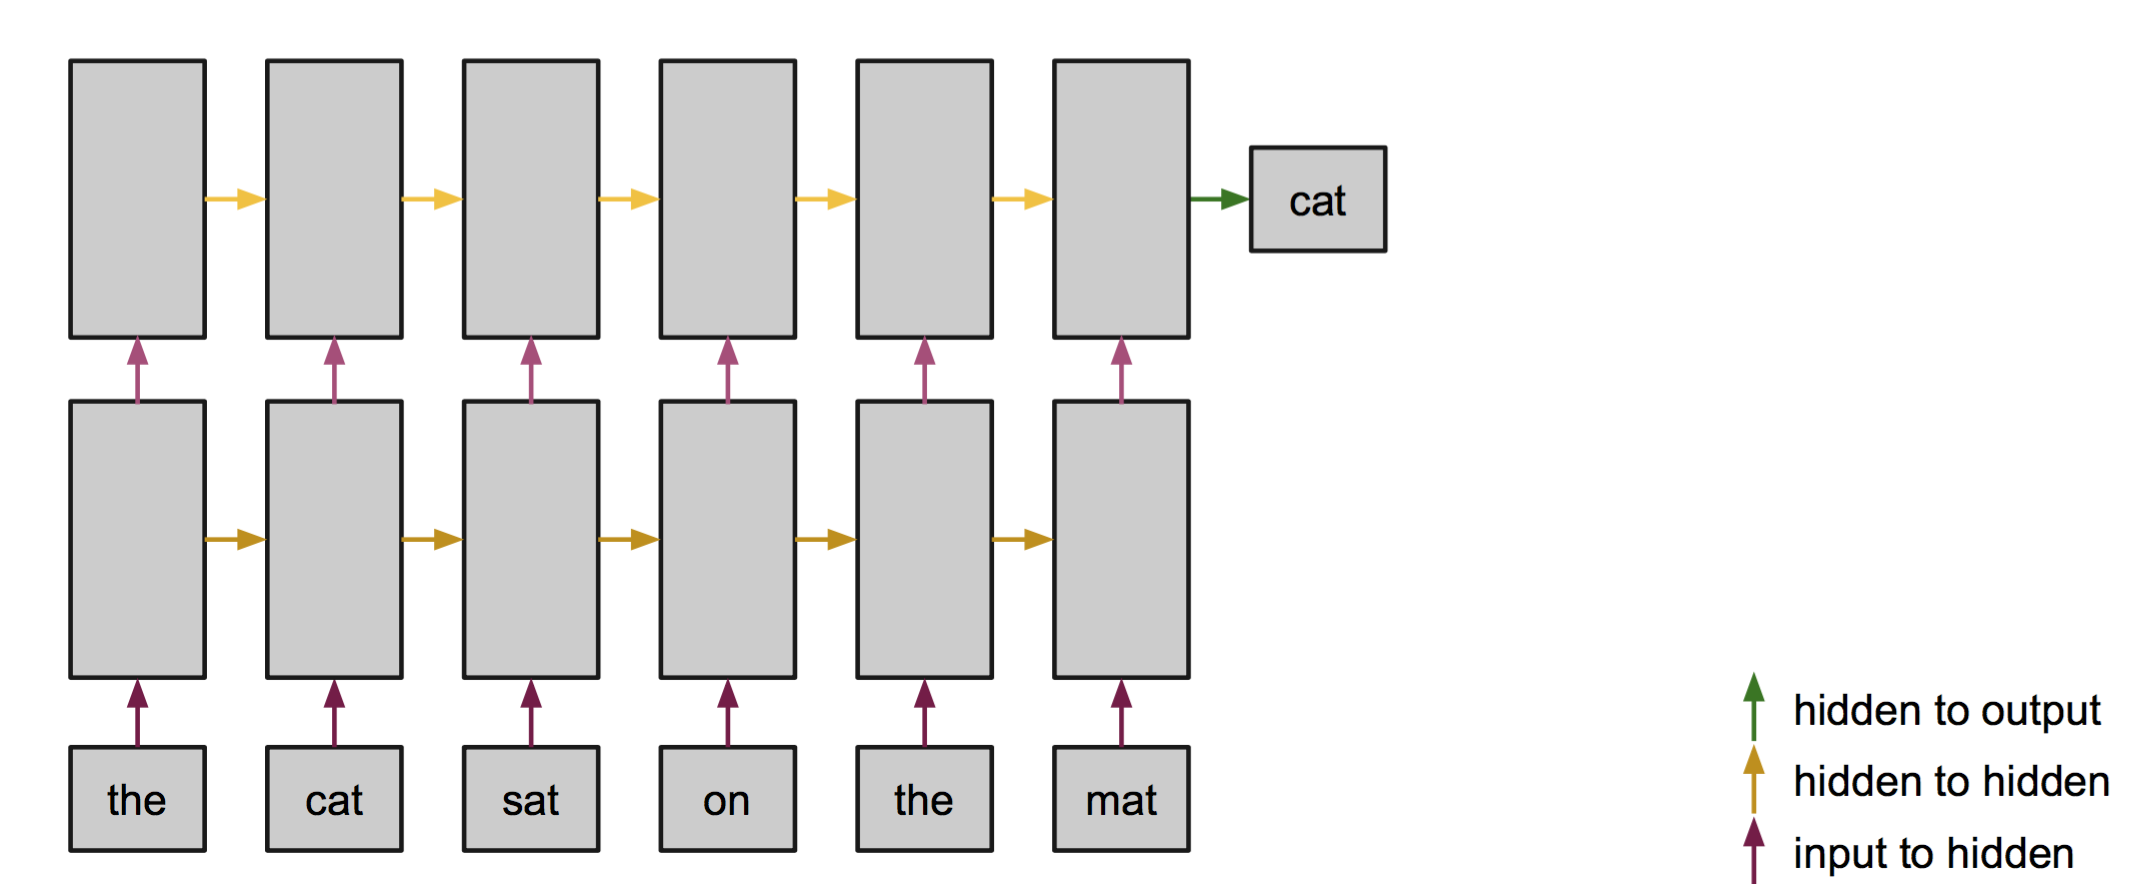 cat
the cat sat on the mat
hidden to output
hidden to hidden
input to hidden